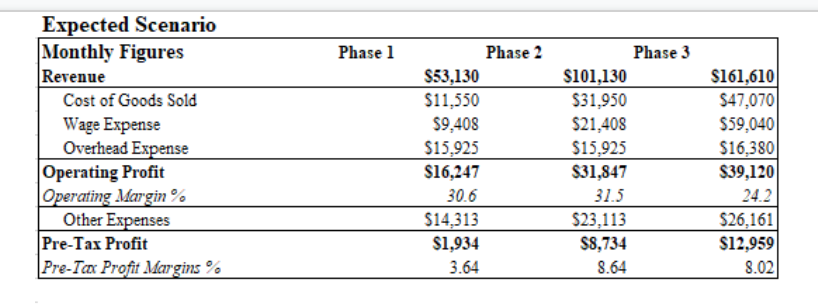 Expected Scenario
Monthly Figures Phase 1 Phase 2 Phase 3
Revenue $53,130 $101,130 $161,610
Cost of Goods Sold $11,550 $31,950 $47,070
Wage Expense $9,408 $21,408 $59,040
Overhead Expense $15,925 $15,925 $16,380
Operating Profit $16,247 $31,847 $39,120
Operating Margin % 30.6 31.5 24.2
Other Expenses $14,313 $23,113 $26,161
Pre-Tax Profit $1,934 $8,734 $12,959
Pre-Tax Profit Margins % 3.64 8.64 8.02